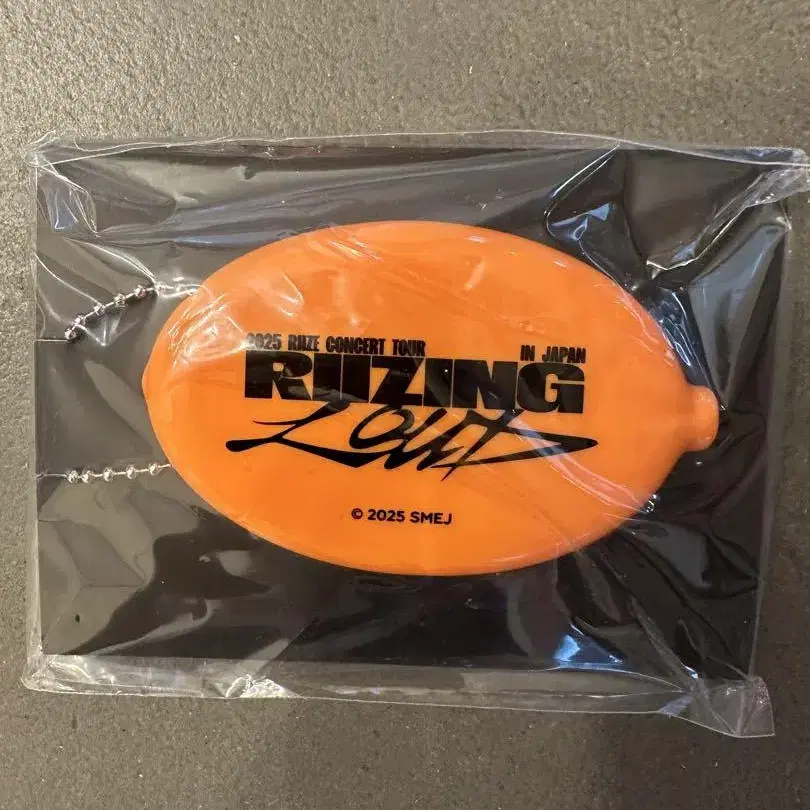 2025 RIIZE CONCERT TOUR IN JAPAN
RIIZING
LOUD
© 2025 SMEJ